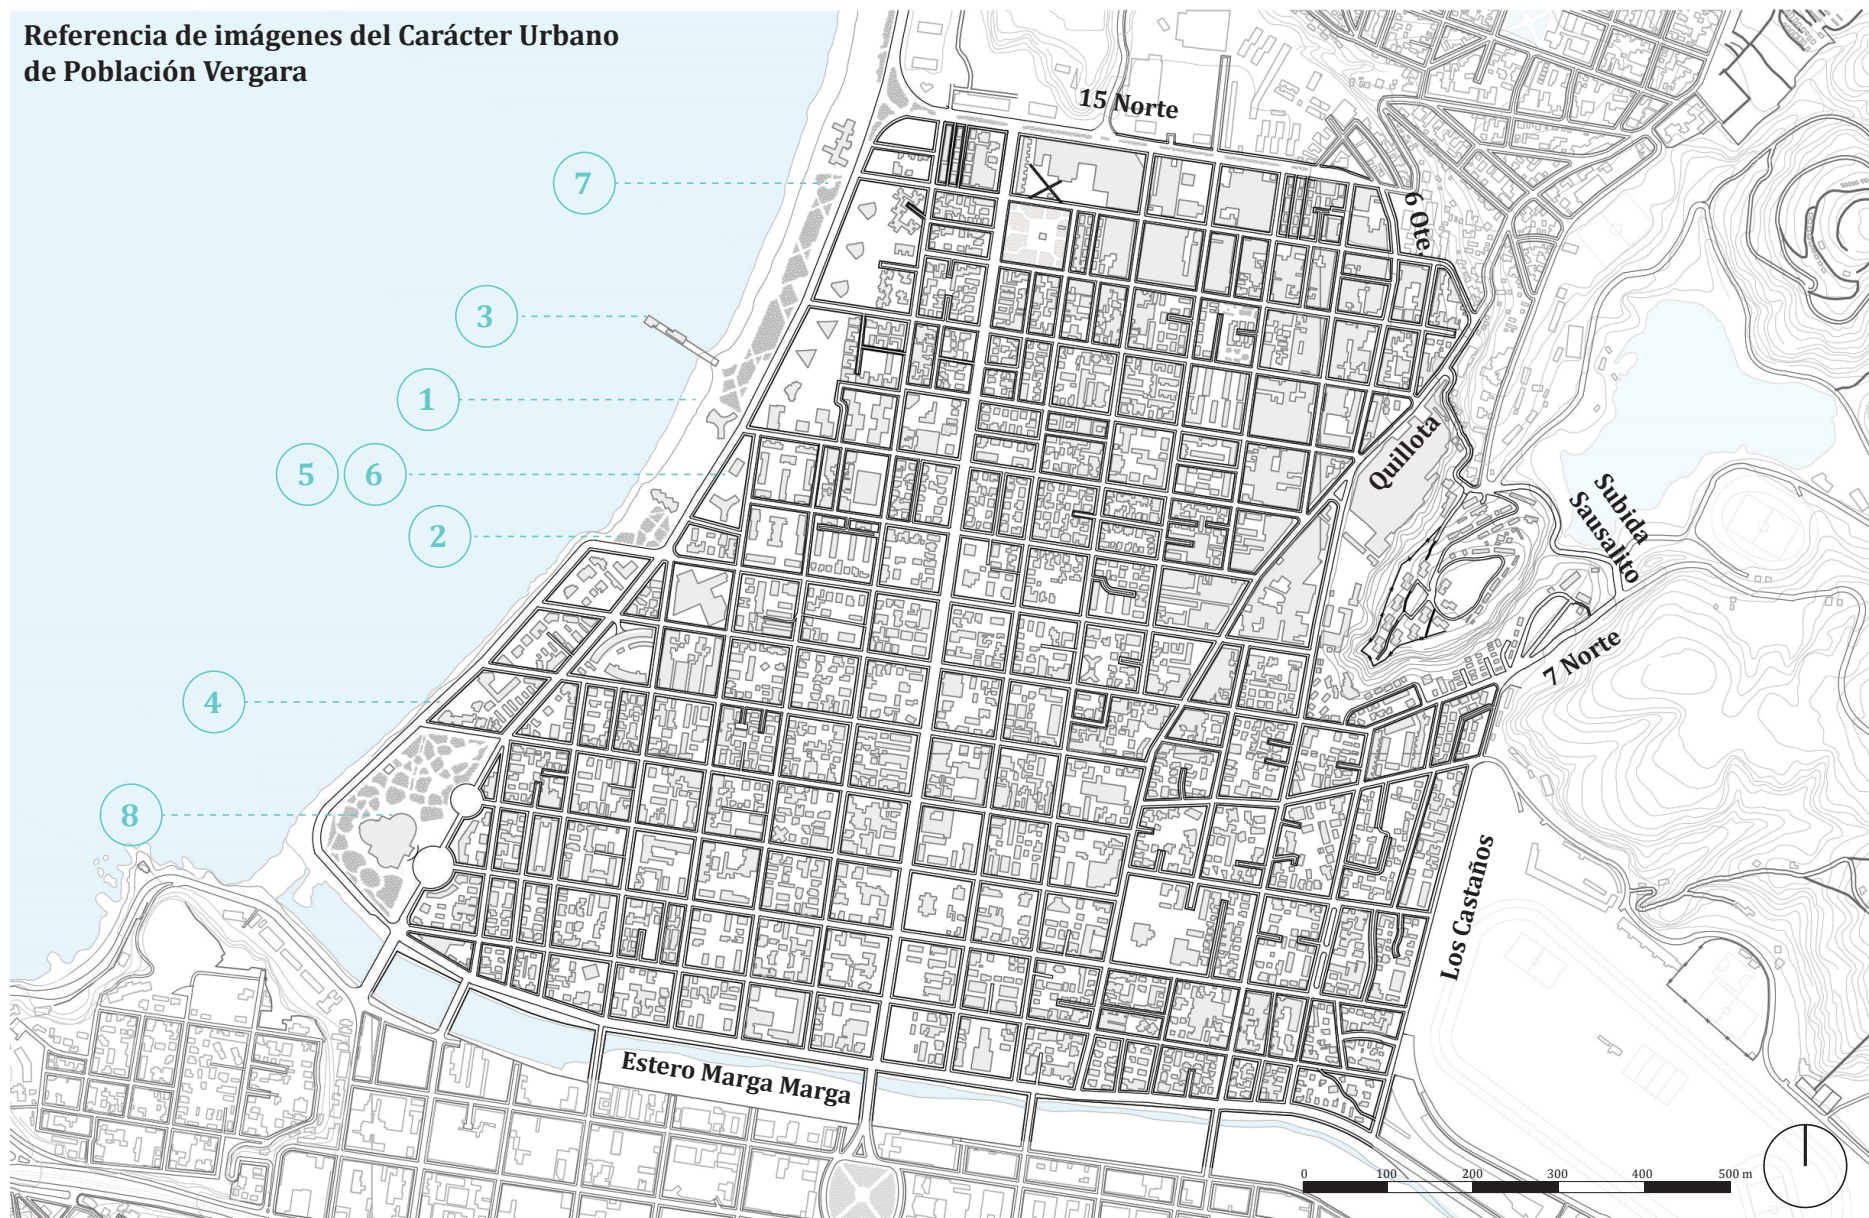 Referencia de imágenes del Carácter Urbano
de Población Vergara
15 Norte
7
6 Ote.
3
1
Quillota
5 6
Subida
Sausalito
2
7 Norte
4
8
Los Castaños
Estero Marga Marga
0 100 200 300 400 500 m